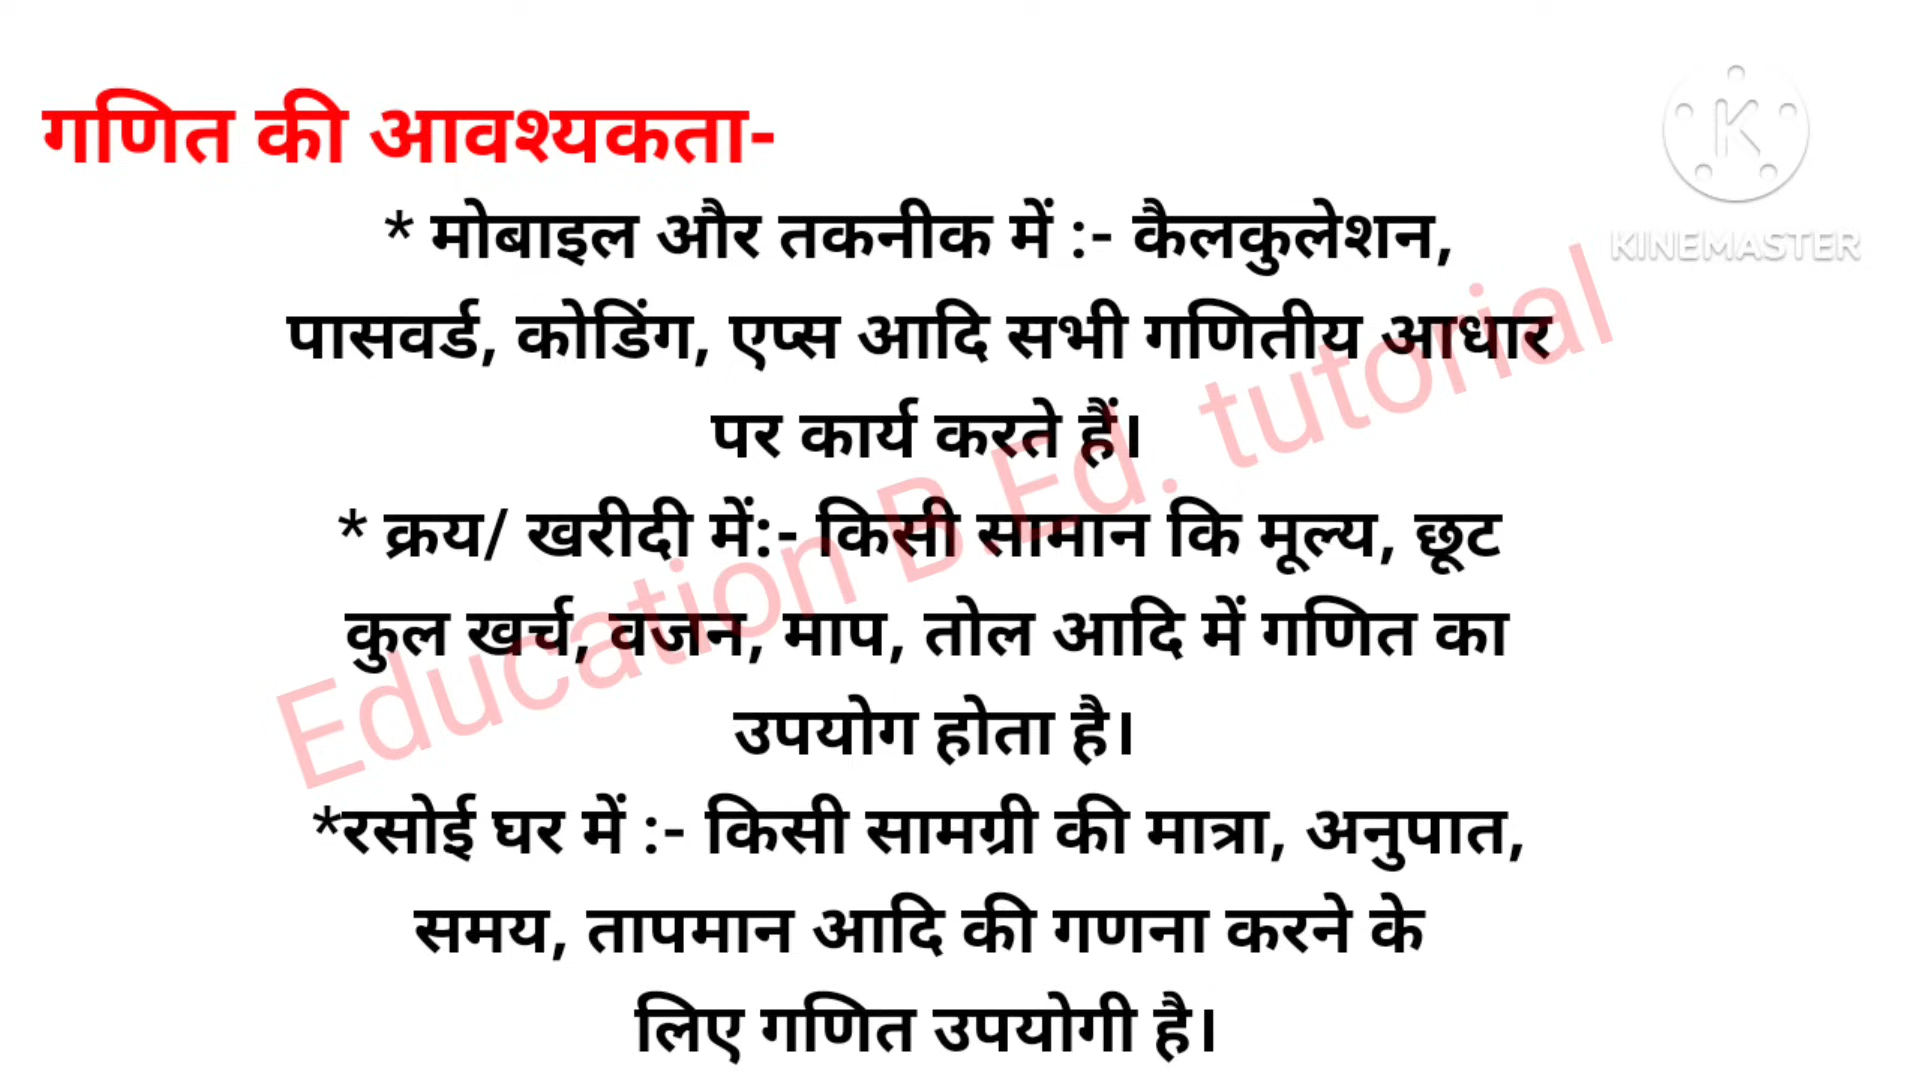 गणित की आवश्यकता-
* मोबाइल और तकनीक में :- कैलकुलेशन,
पासवर्ड, कोडिंग, एप्स आदि सभी गणितीय आधार
पर कार्य करते हैं।
* क्रय/ खरीदी में:- किसी सामान कि मूल्य, छूट
कुल खर्च, वजन, माप, तोल आदि में गणित का
उपयोग होता है।
*रसोई घर में :- किसी सामग्री की मात्रा, अनुपात,
समय, तापमान आदि की गणना करने के
लिए गणित उपयोगी है।
K
KINEMASTER
Education B.Ed. tutorial